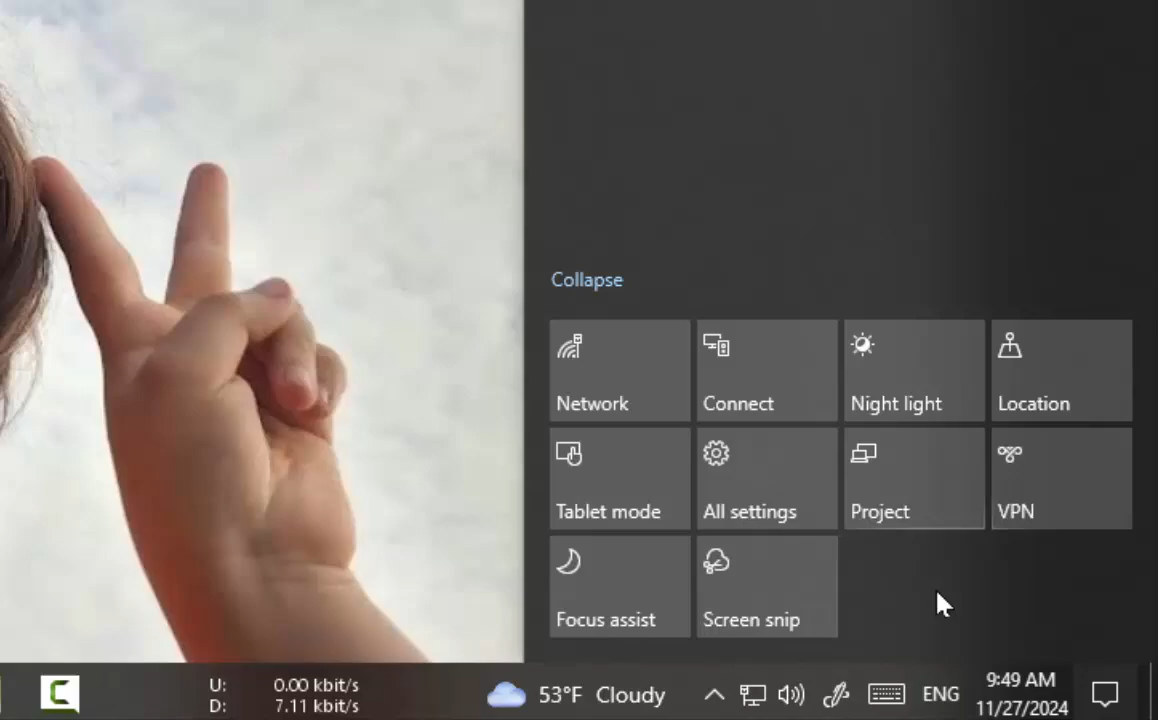 Collapse
Network
Connect
Night light
Location
Tablet mode
All settings
Project
VPN
Focus assist
Screen snip
U: 0.00 kbit/s
D: 7.11 kbit/s
53°F Cloudy
ENG
9:49 AM
11/27/2024